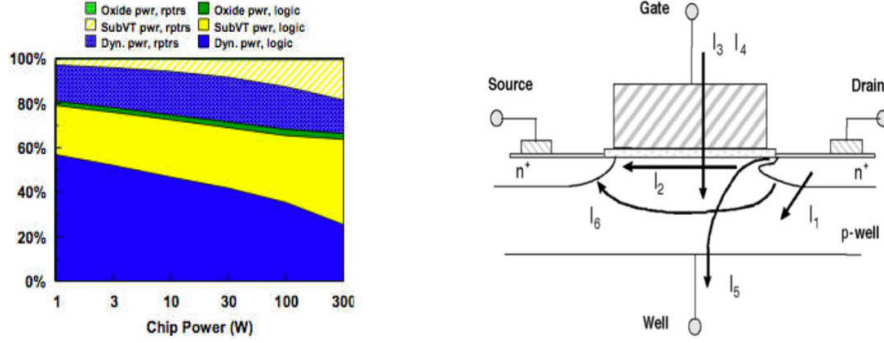 Oxide pwr, rptrs Oxide pwr, logic
SubVT pwr, rptrs SubVT pwr, logic
Dyn. pwr, rptrs Dyn. pwr, logic
100%
80%
60%
40%
20%
0%
1 3 10 30 100 300
Chip Power (W)
Gate
I3 I4
Source Drain
n+ n+
I2
I6 I1
p-well
I5
Well